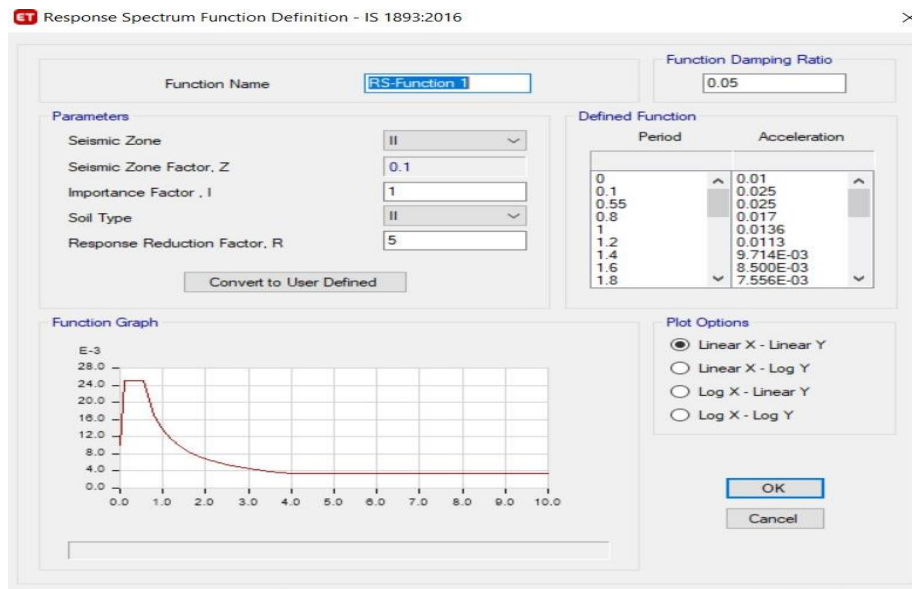 ET Response Spectrum Function Definition - IS 1893:2016
Function Name RS-Function 1
Function Damping Ratio
0.05
Parameters
Seismic Zone II
Seismic Zone Factor, Z 0.1
Importance Factor , I 1
Soil Type II
Response Reduction Factor, R 5
Convert to User Defined
Defined Function
Period Acceleration
0 0.01
0.1 0.025
0.55 0.025
0.8 0.017
1 0.0136
1.2 0.0113
1.4 9.714E-03
1.6 8.500E-03
1.8 7.556E-03
Function Graph
E-3
28.0
24.0
20.0
16.0
12.0
8.0
4.0
0.0
0.0 1.0 2.0 3.0 4.0 5.0 6.0 7.0 8.0 9.0 10.0
Plot Options
Linear X - Linear Y
Linear X - Log Y
Log X - Linear Y
Log X - Log Y
OK
Cancel